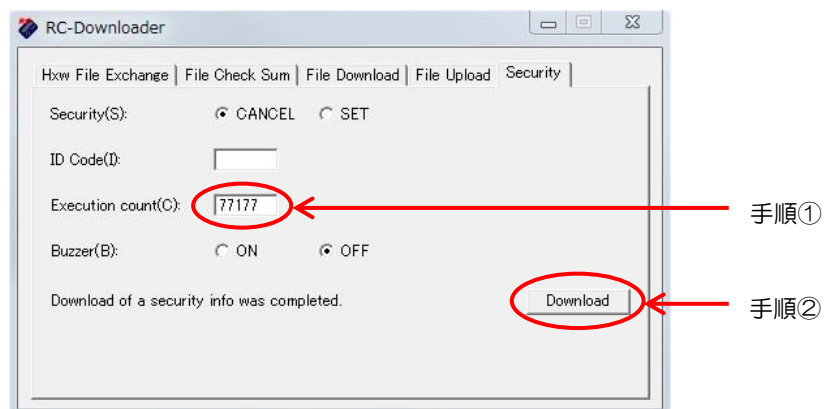 RC-Downloader
Hxw File Exchange File Check Sum File Download File Upload Security
Security(S): CANCEL SET
ID Code(I):
Execution count(C): 77177 手順①
Buzzer(B): ON OFF
Download of a security info was completed. Download 手順②